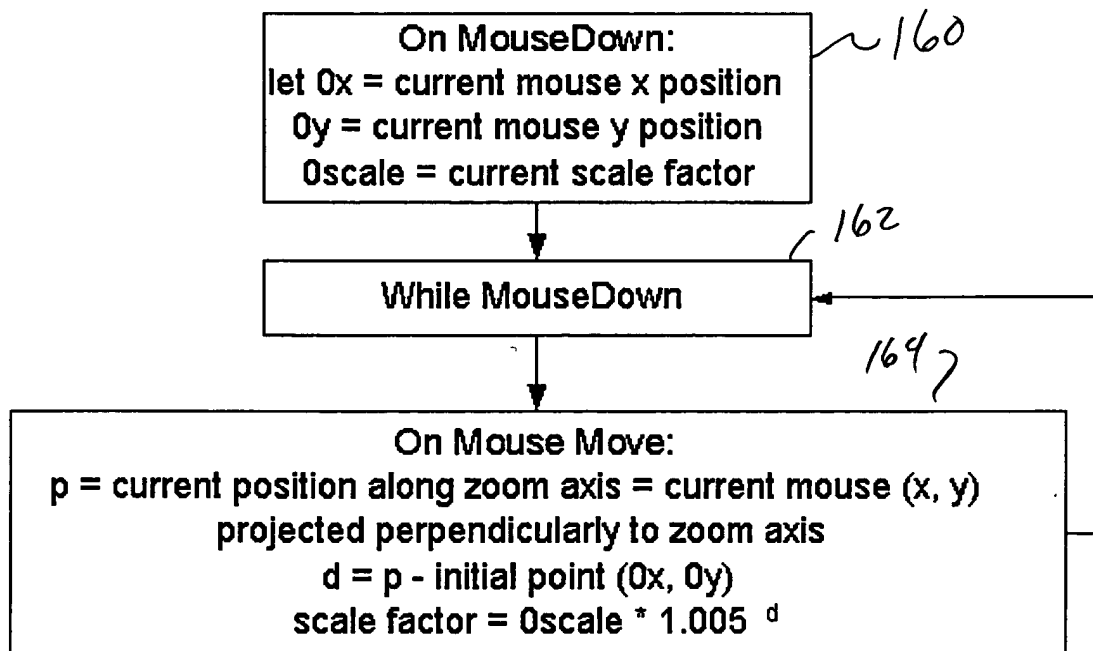 On MouseDown:
let 0x = current mouse x position
0y = current mouse y position
0scale = current scale factor
160
While MouseDown
162
164
On Mouse Move:
p = current position along zoom axis = current mouse (x, y)
projected perpendicularly to zoom axis
d = p - initial point (0x, 0y)
scale factor = 0scale * 1.005 ᵈ